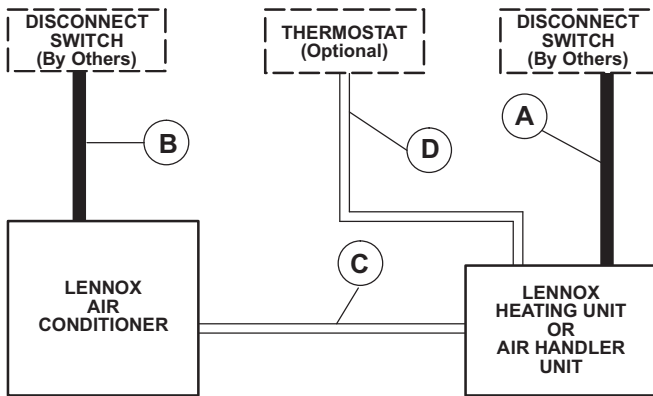 DISCONNECT
SWITCH
(By Others)
THERMOSTAT
(Optional)
DISCONNECT
SWITCH
(By Others)
B
D
A
C
LENNOX
AIR
CONDITIONER
LENNOX
HEATING UNIT
OR
AIR HANDLER
UNIT